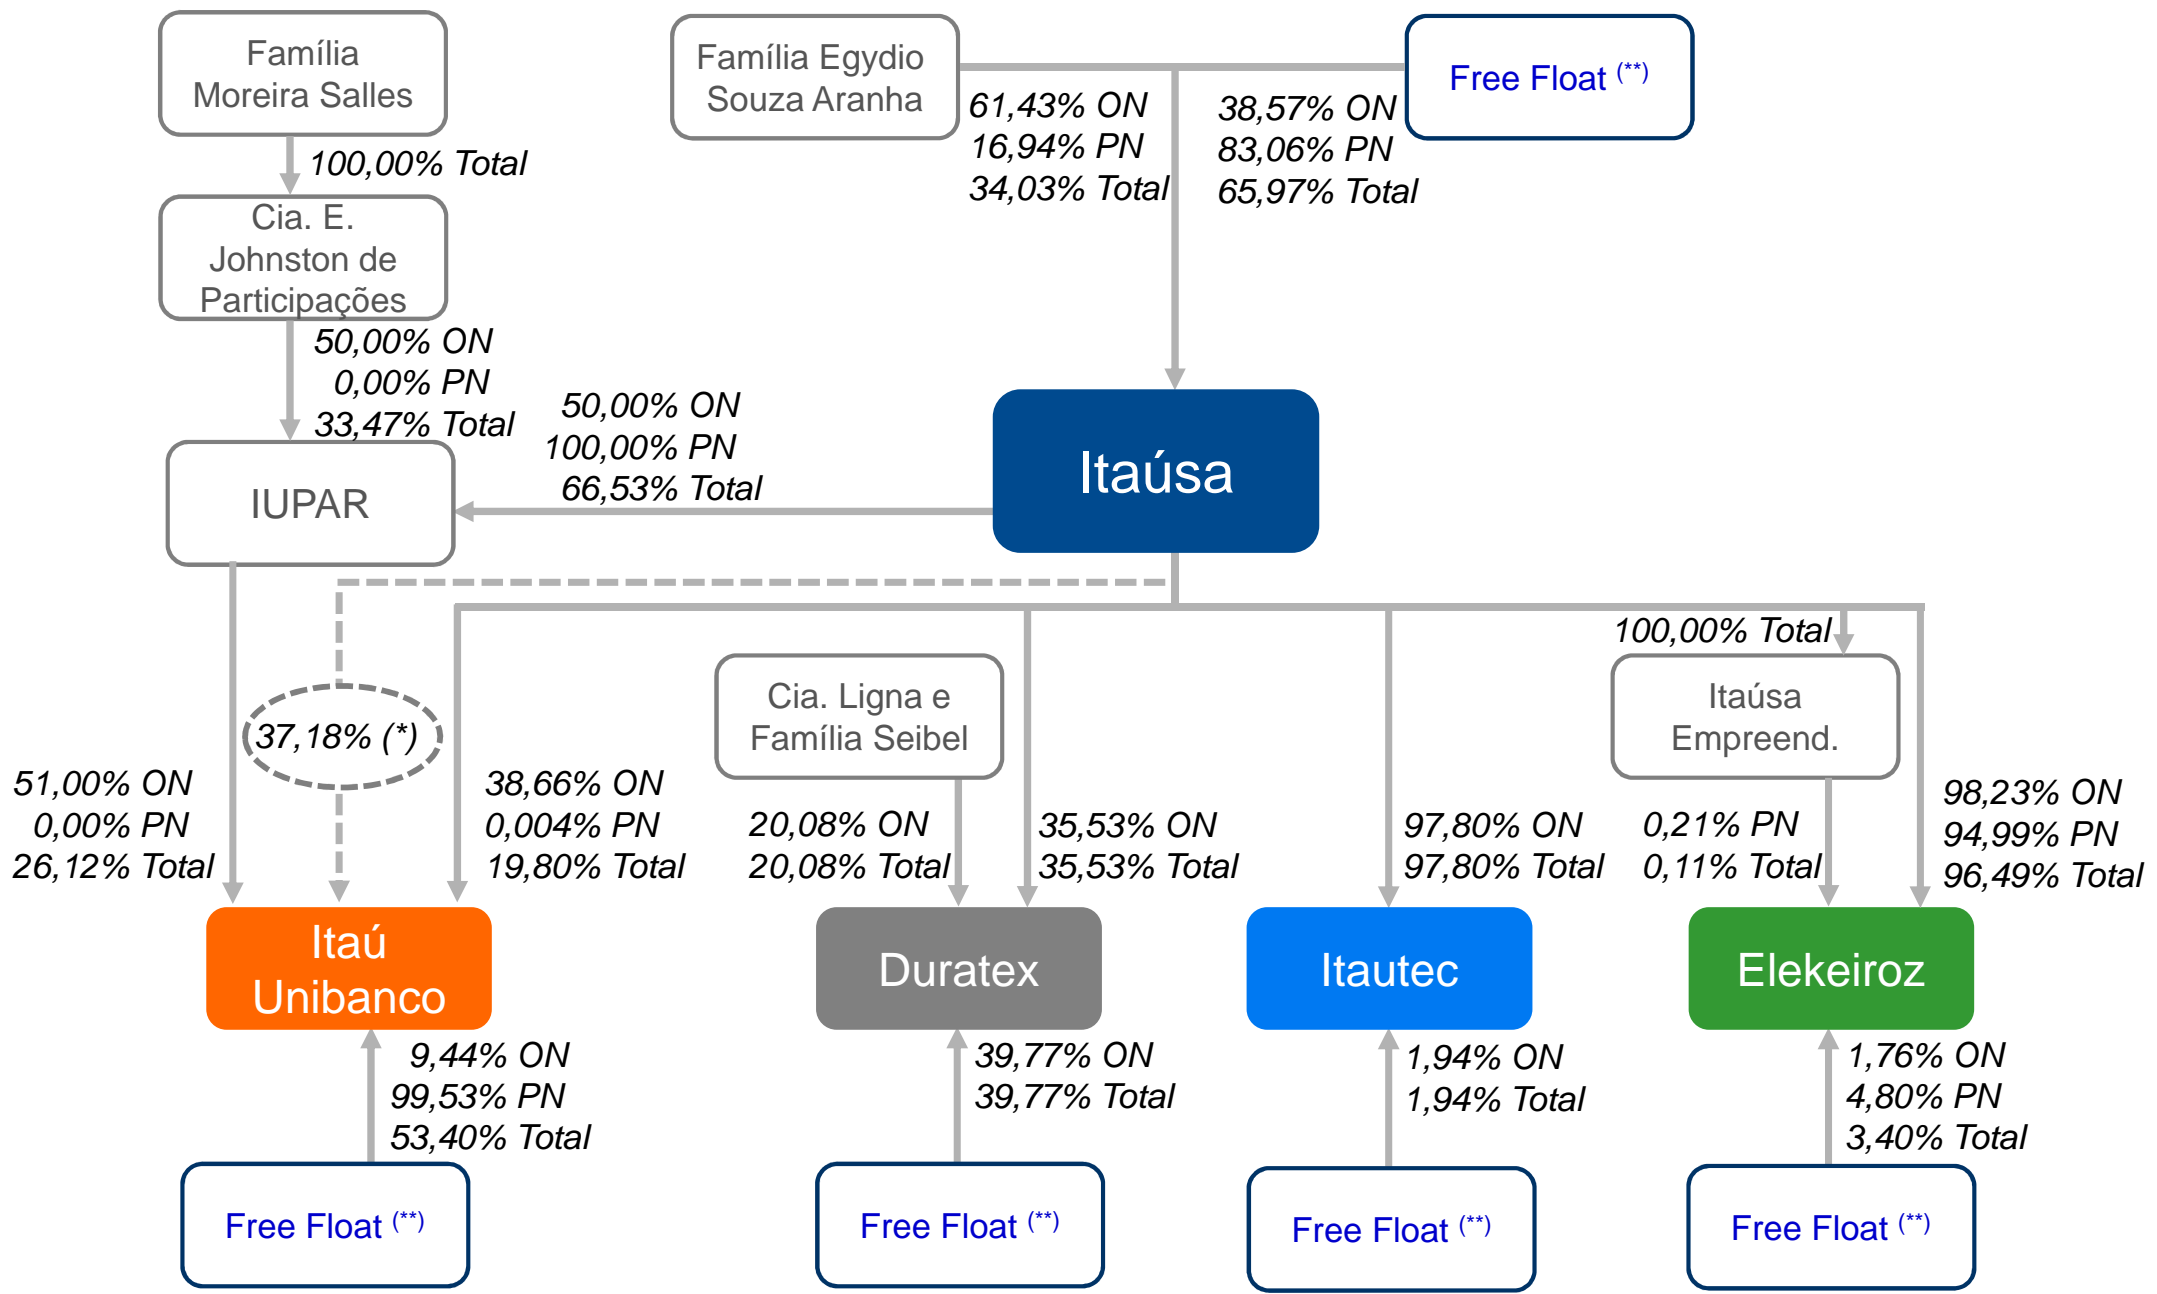 Família
Moreira Salles
Família Egydio
Souza Aranha
Free Float (**)
61,43% ON
16,94% PN
34,03% Total
38,57% ON
83,06% PN
65,97% Total
100,00% Total
Cia. E.
Johnston de
Participações
50,00% ON
0,00% PN
33,47% Total
50,00% ON
100,00% PN
66,53% Total
Itaúsa
IUPAR
100,00% Total
Cia. Ligna e
Família Seibel
Itaúsa
Empreend.
37,18% (*)
51,00% ON
0,00% PN
26,12% Total
38,66% ON
0,004% PN
19,80% Total
20,08% ON
20,08% Total
35,53% ON
35,53% Total
97,80% ON
97,80% Total
0,21% PN
0,11% Total
98,23% ON
94,99% PN
96,49% Total
Itaú
Unibanco
Duratex
Itautec
Elekeiroz
9,44% ON
99,53% PN
53,40% Total
39,77% ON
39,77% Total
1,94% ON
1,94% Total
1,76% ON
4,80% PN
3,40% Total
Free Float (**)
Free Float (**)
Free Float (**)
Free Float (**)